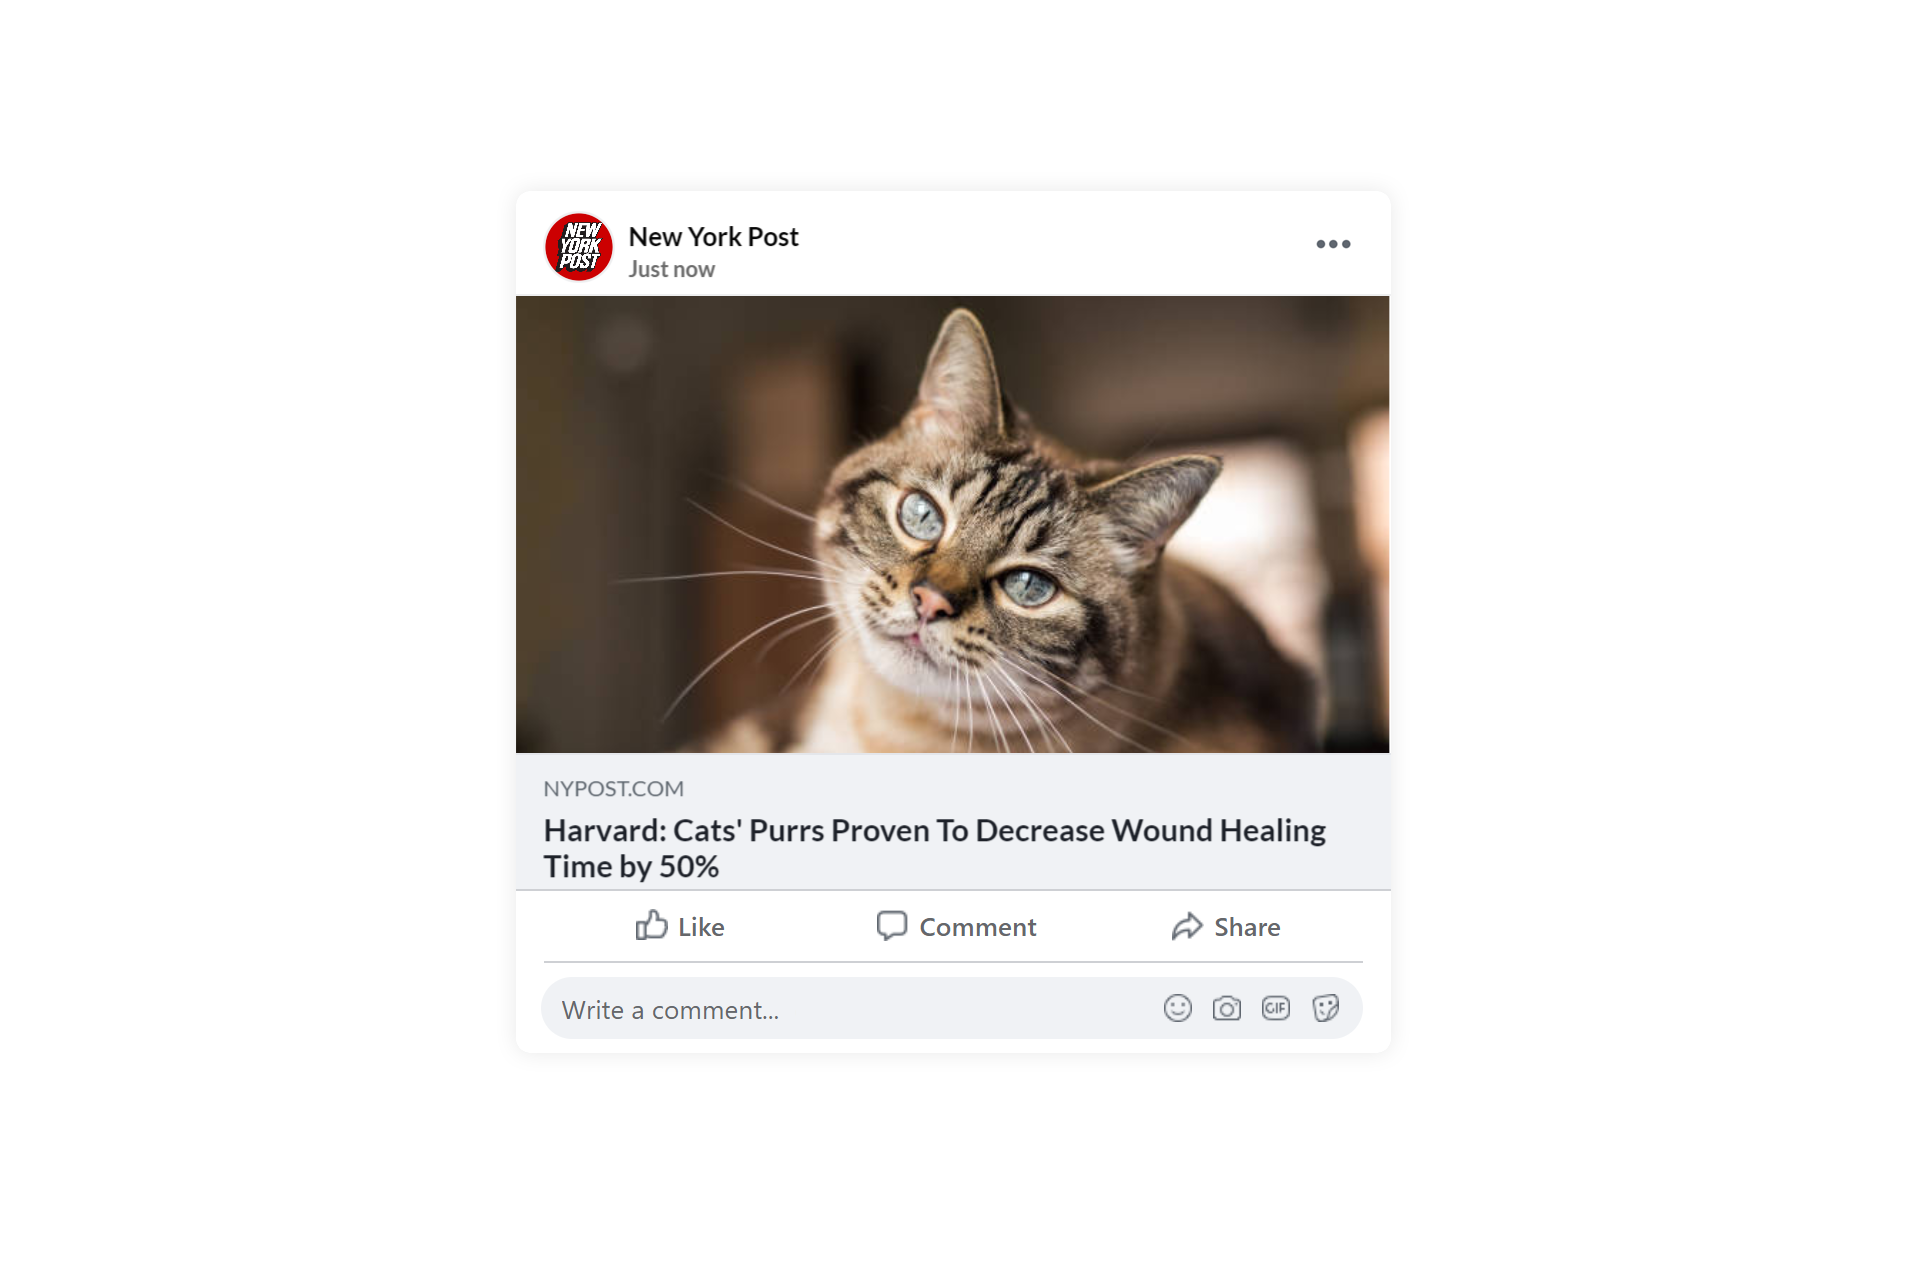 NEW
YORK
POST
New York Post
Just now
NYPOST.COM
Harvard: Cats' Purrs Proven To Decrease Wound Healing
Time by 50%
Like
Comment
Share
Write a comment...
GIF